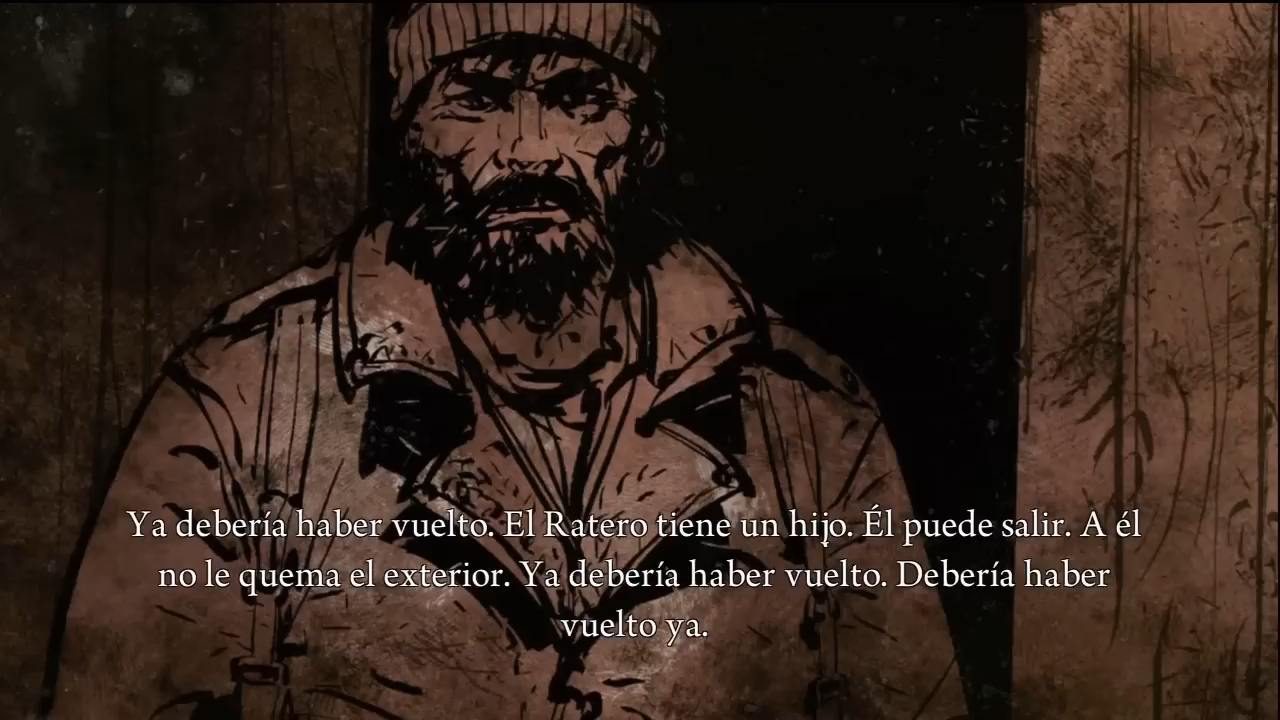 Ya debería haber vuelto. El Ratero tiene un hijo. Él puede salir. A él
no le quema el exterior. Ya debería haber vuelto. Debería haber
vuelto ya.